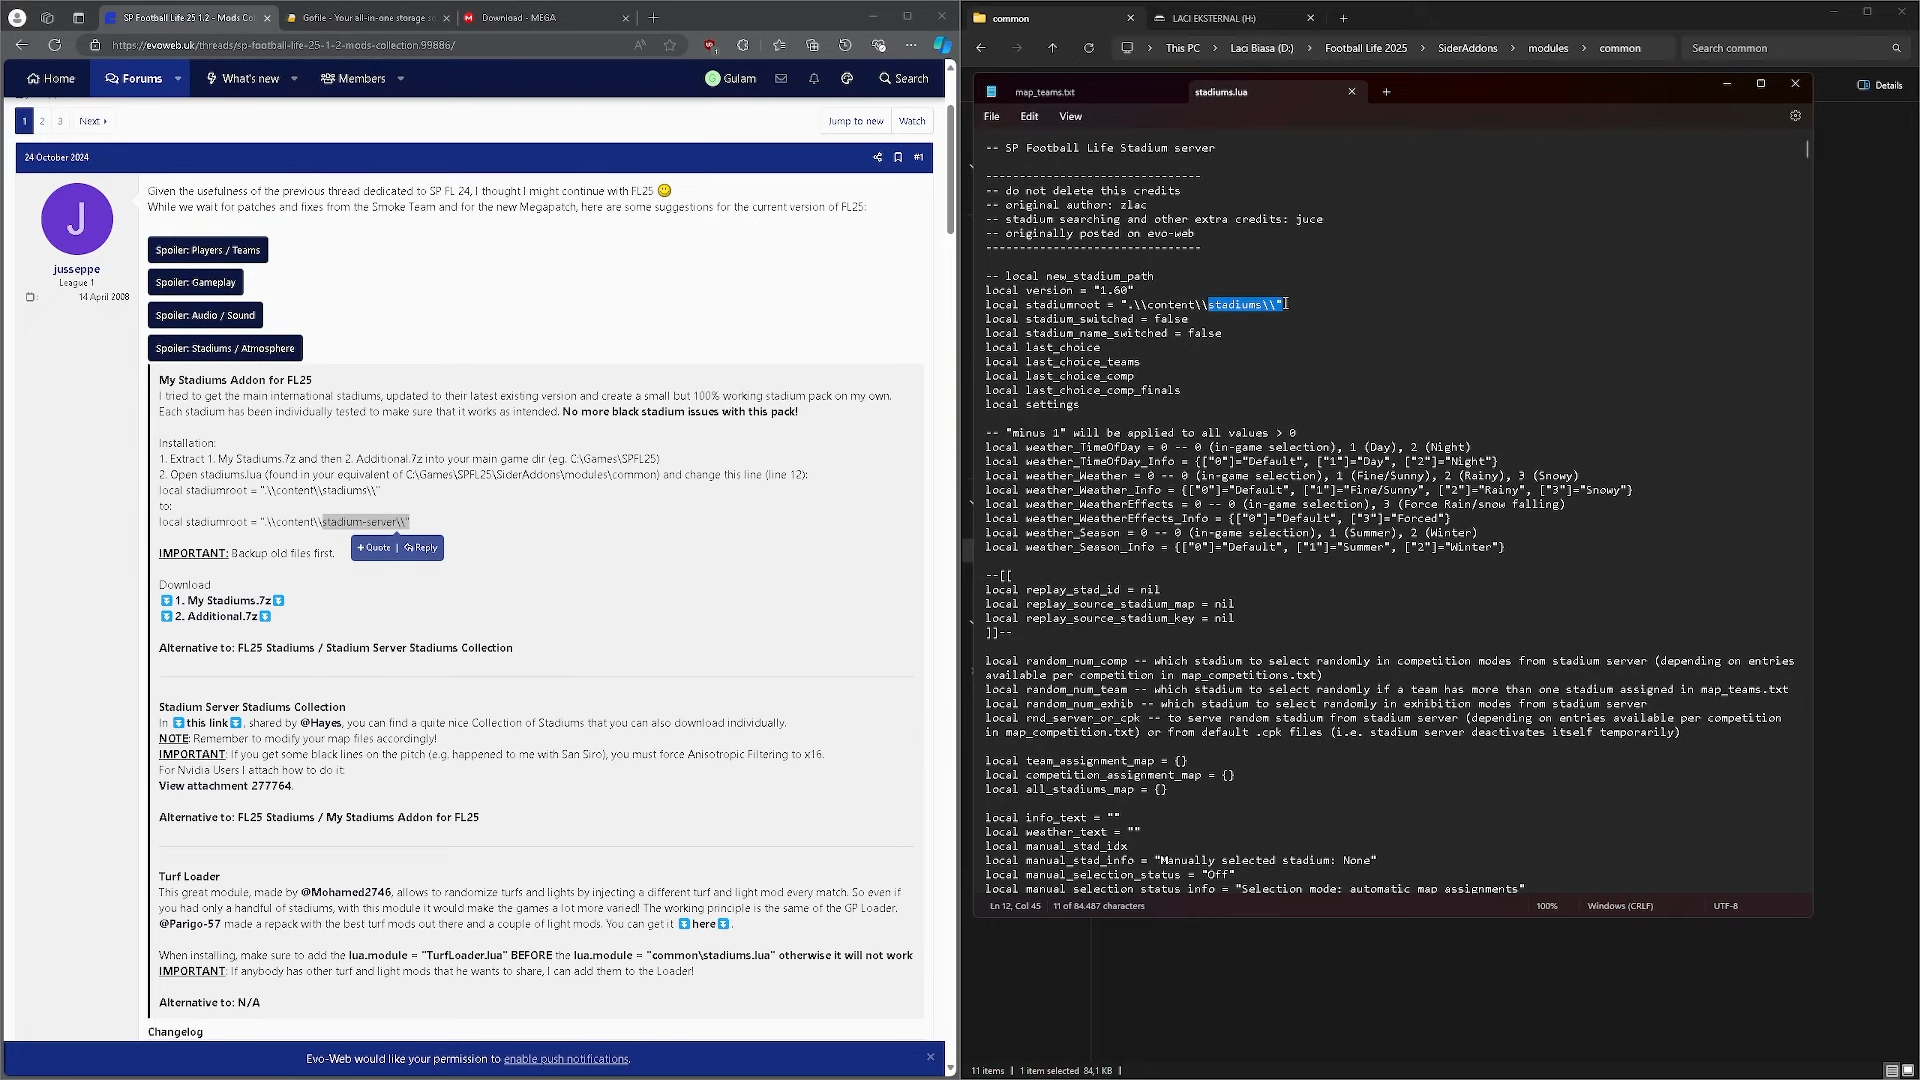 SP Football Life 25 1.2 - Mods Co
Gofile - Your all-in-one storage s
Download - MEGA
https://evoweb.uk/threads/sp-football-life-25-1-2-mods-collection.99886/
Home
Forums
What's new
Members
Gulam
Search
1
2
3
Next
Jump to new
Watch
24 October 2024
#1
J
jusseppe
League 1
14 April 2008
Given the usefulness of the previous thread dedicated to SP FL 24, I thought I might continue with FL25
While we wait for patches and fixes from the Smoke Team and for the new Megapatch, here are some suggestions for the current version of FL25:
Spoiler: Players / Teams
Spoiler: Gameplay
Spoiler: Audio / Sound
Spoiler: Stadiums / Atmosphere
My Stadiums Addon for FL25
I tried to get the main international stadiums, updated to their latest existing version and create a small but 100% working stadium pack on my own.
Each stadium has been individually tested to make sure that it works as intended. No more black stadium issues with this pack!
Installation:
1. Extract 1. My Stadiums.7z and then 2. Additional.7z into your main game dir (eg. C:\Games\SPFL25)
2. Open stadiums.lua (found in your equivalent of C:\Games\SPFL25\SiderAddons\modules\common) and change this line (line 12):
local stadiumroot = ".\\content\\stadiums\\"
to:
local stadiumroot = ".\\content\\stadium-server\\"
+ Quote | Reply
IMPORTANT: Backup old files first.
Download
1. My Stadiums.7z
2. Additional.7z
Alternative to: FL25 Stadiums / Stadium Server Stadiums Collection
Stadium Server Stadiums Collection
In this link, shared by @Hayes, you can find a quite nice Collection of Stadiums that you can also download individually.
NOTE: Remember to modify your map files accordingly!
IMPORTANT: If you get some black lines on the pitch (e.g. happened to me with San Siro), you must force Anisotropic Filtering to x16.
For Nvidia Users I attach how to do it:
View attachment 277764.
Alternative to: FL25 Stadiums / My Stadiums Addon for FL25
Turf Loader
This great module, made by @Mohamed2746, allows to randomize turfs and lights by injecting a different turf and light mod every match. So even if
you had only a handful of stadiums, with this module it would make the games a lot more varied! The working principle is the same of the GP Loader.
@Parigo-57 made a repack with the best turf mods out there and a couple of light mods. You can get it here.
When installing, make sure to add the lua.module = "TurfLoader.lua" BEFORE the lua.module = "common\stadiums.lua" otherwise it will not work
IMPORTANT: If anybody has other turf and light mods that he wants to share, I can add them to the Loader!
Alternative to: N/A
Changelog
Evo-Web would like your permission to enable push notifications.
common
LACI EKSTERNAL (H:)
This PC
Laci Biasa (D:)
Football Life 2025
SiderAddons
modules
common
Search common
Details
map_teams.txt
stadiums.lua
File
Edit
View
-- SP Football Life Stadium server
--------------------------------
-- do not delete this credits
-- original author: zlac
-- stadium searching and other extra credits: juce
-- originally posted on evo-web
--------------------------------
-- local new_stadium_path
local version = "1.60"
local stadiumroot = ".\\content\\stadiums\\"
local stadium_switched = false
local stadium_name_switched = false
local last_choice
local last_choice_teams
local last_choice_comp
local last_choice_comp_finals
local settings
-- "minus 1" will be applied to all values > 0
local weather_TimeOfDay = 0 -- 0 (in-game selection), 1 (Day), 2 (Night)
local weather_TimeOfDay_Info = {["0"]="Default", ["1"]="Day", ["2"]="Night"}
local weather_Weather = 0 -- 0 (in-game selection), 1 (Fine/Sunny), 2 (Rainy), 3 (Snowy)
local weather_Weather_Info = {["0"]="Default", ["1"]="Fine/Sunny", ["2"]="Rainy", ["3"]="Snowy"}
local weather_WeatherEffects = 0 -- 0 (in-game selection), 3 (Force Rain/snow falling)
local weather_WeatherEffects_Info = {["0"]="Default", ["3"]="Forced"}
local weather_Season = 0 -- 0 (in-game selection), 1 (Summer), 2 (Winter)
local weather_Season_Info = {["0"]="Default", ["1"]="Summer", ["2"]="Winter"}
--[[
local replay_stad_id = nil
local replay_source_stadium_map = nil
local replay_source_stadium_key = nil
]]--
local random_num_comp -- which stadium to select randomly in competition modes from stadium server (depending on entries
available per competition in map_competitions.txt)
local random_num_team -- which stadium to select randomly if a team has more than one stadium assigned in map_teams.txt
local random_num_exhib -- which stadium to select randomly in exhibition modes from stadium server
local rnd_server_or_cpk -- to serve random stadium from stadium server (depending on entries available per competition
in map_competition.txt) or from default .cpk files (i.e. stadium server deactivates itself temporarily)
local team_assignment_map = {}
local competition_assignment_map = {}
local all_stadiums_map = {}
local info_text = ""
local weather_text = ""
local manual_stad_idx
local manual_stad_info = "Manually selected stadium: None"
local manual_selection_status = "Off"
local manual selection status info = "Selection mode: automatic map assignments"
Ln 12, Col 45
11 of 84.487 characters
100%
Windows (CRLF)
UTF-8
11 items
1 item selected 84,1 KB